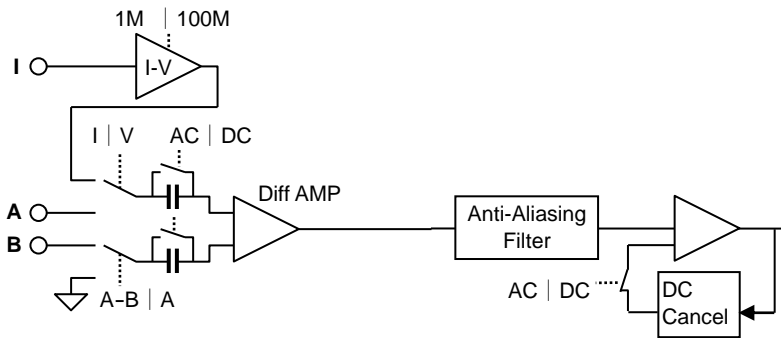 1M | 100M
I
I-V
I | V
AC | DC
Diff AMP
A
B
Anti-Aliasing
Filter
A-B | A
AC | DC
DC
Cancel